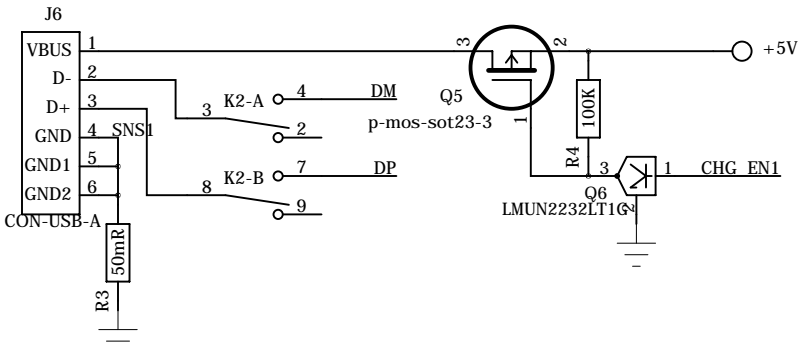 J6
VBUS 1
D- 2
D+ 3
GND 4
GND1 5
GND2 6
CON-USB-A
SNS1
50mR
R3
K2-A
3
4
DM
2
K2-B
8
7
DP
9
3
2
Q5
p-mos-sot23-3
1
100K
R4
+5V
3
1
CHG_EN1
Q6
2
LMUN2232LT1G